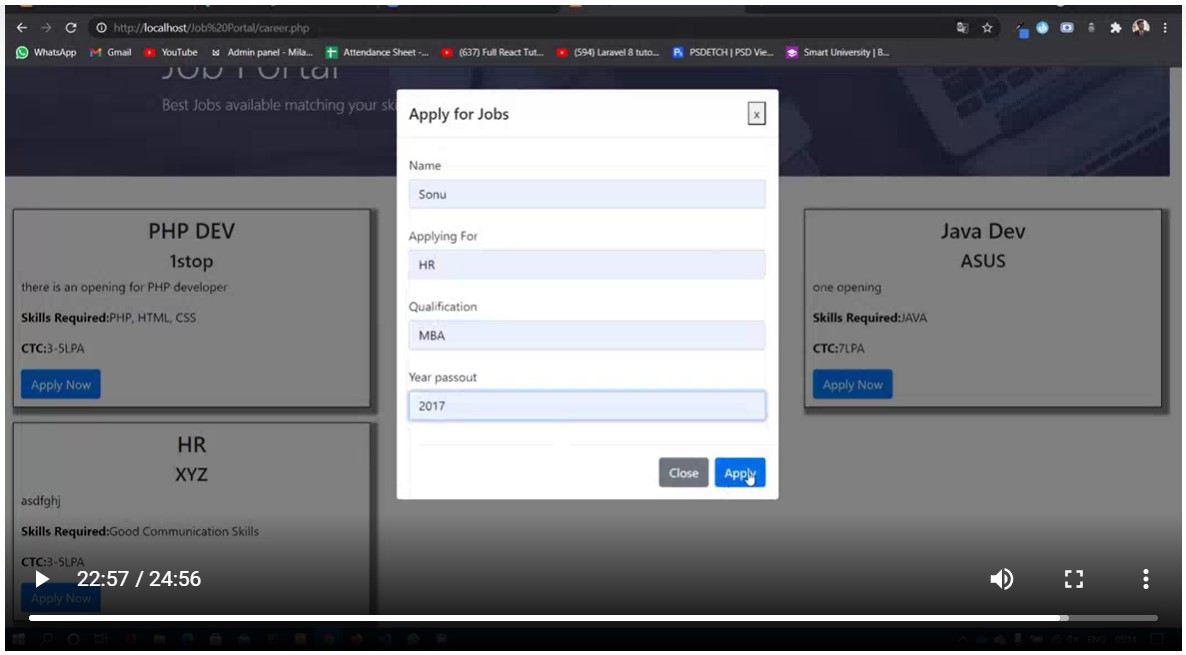 http://localhost/Job%20Portal/career.php
WhatsApp Gmail YouTube Admin panel - Mila... Attendance Sheet -... (637) Full React Tut... (594) Laravel 8 tuto... PSDETCH | PSD Vie... Smart University | B...
Job Portal
Best Jobs available matching your
Apply for Jobs
x
Name
Sonu
Applying For
HR
Qualification
MBA
Year passout
2017
Close Apply
PHP DEV
1stop
there is an opening for PHP developer
Skills Required:PHP, HTML, CSS
CTC:3-5LPA
Apply Now
Java Dev
ASUS
one opening
Skills Required:JAVA
CTC:7LPA
Apply Now
HR
XYZ
asdfghj
Skills Required:Good Communication Skills
CTC:3-5LPA
Apply Now
22:57 / 24:56
ENG